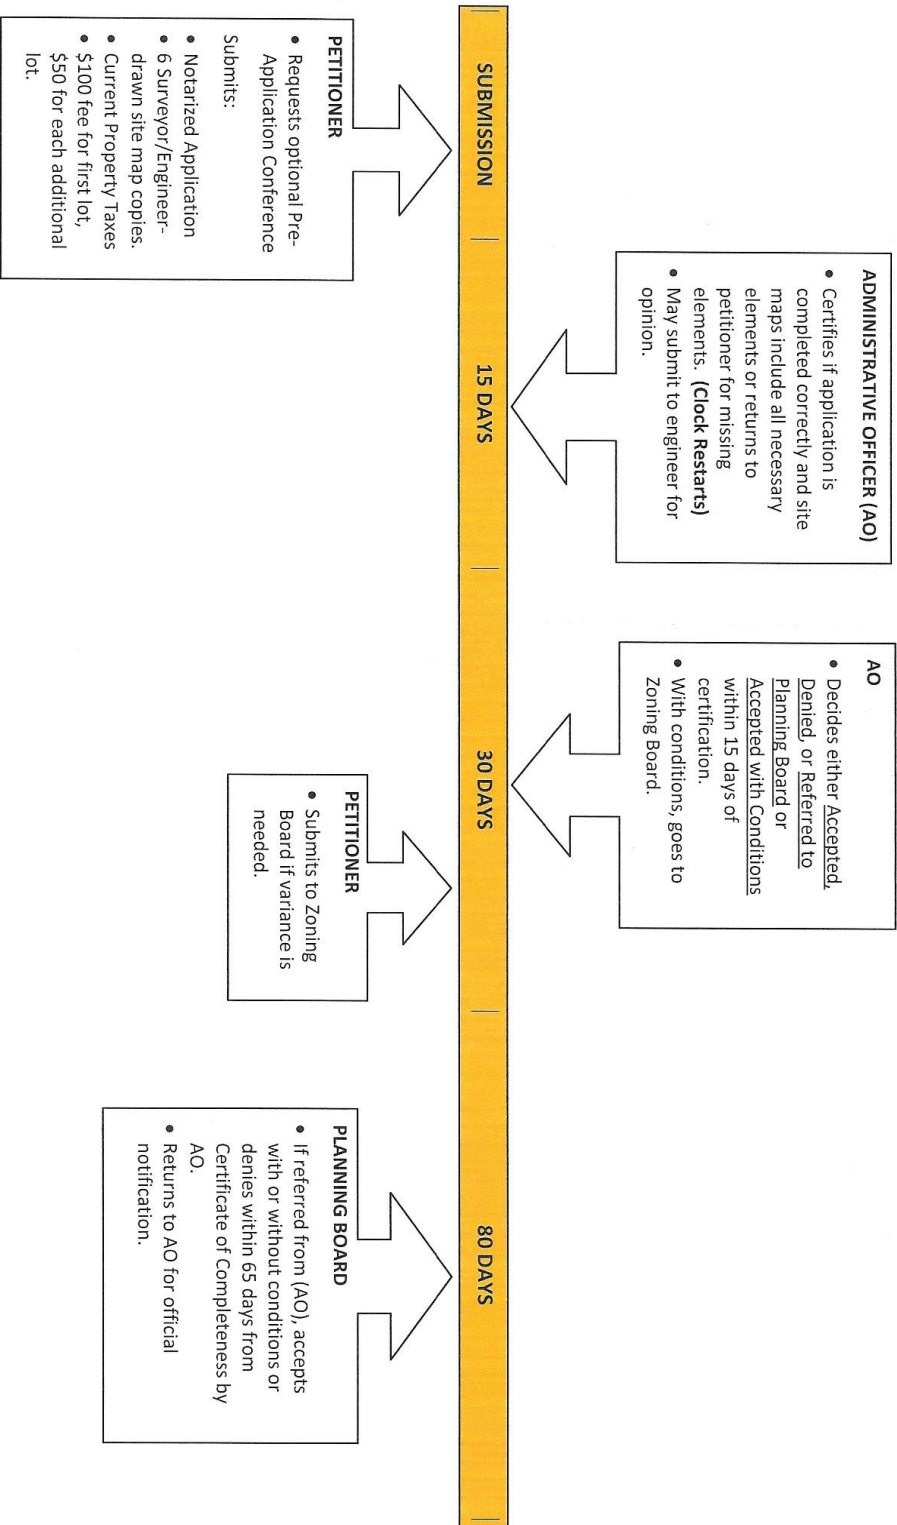 ADMINISTRATIVE OFFICER (AO)
• Certifies if application is
completed correctly and site
maps include all necessary
elements or returns to
petitioner for missing
elements. (Clock Restarts)
• May submit to engineer for
opinion.
AO
• Decides either Accepted,
Denied, or Referred to
Planning Board or
Accepted with Conditions
within 15 days of
certification.
• With conditions, goes to
Zoning Board.
SUBMISSION
15 DAYS
30 DAYS
80 DAYS
PETITIONER
• Requests optional Pre-
Application Conference
Submits:
• Notarized Application
• 6 Surveyor/Engineer-
drawn site map copies.
• Current Property Taxes
• $100 fee for first lot,
$50 for each additional
lot.
PETITIONER
• Submits to Zoning
Board if variance is
needed.
PLANNING BOARD
• If referred from (AO), accepts
with or without conditions or
denies within 65 days from
Certificate of Completeness by
AO.
• Returns to AO for official
notification.